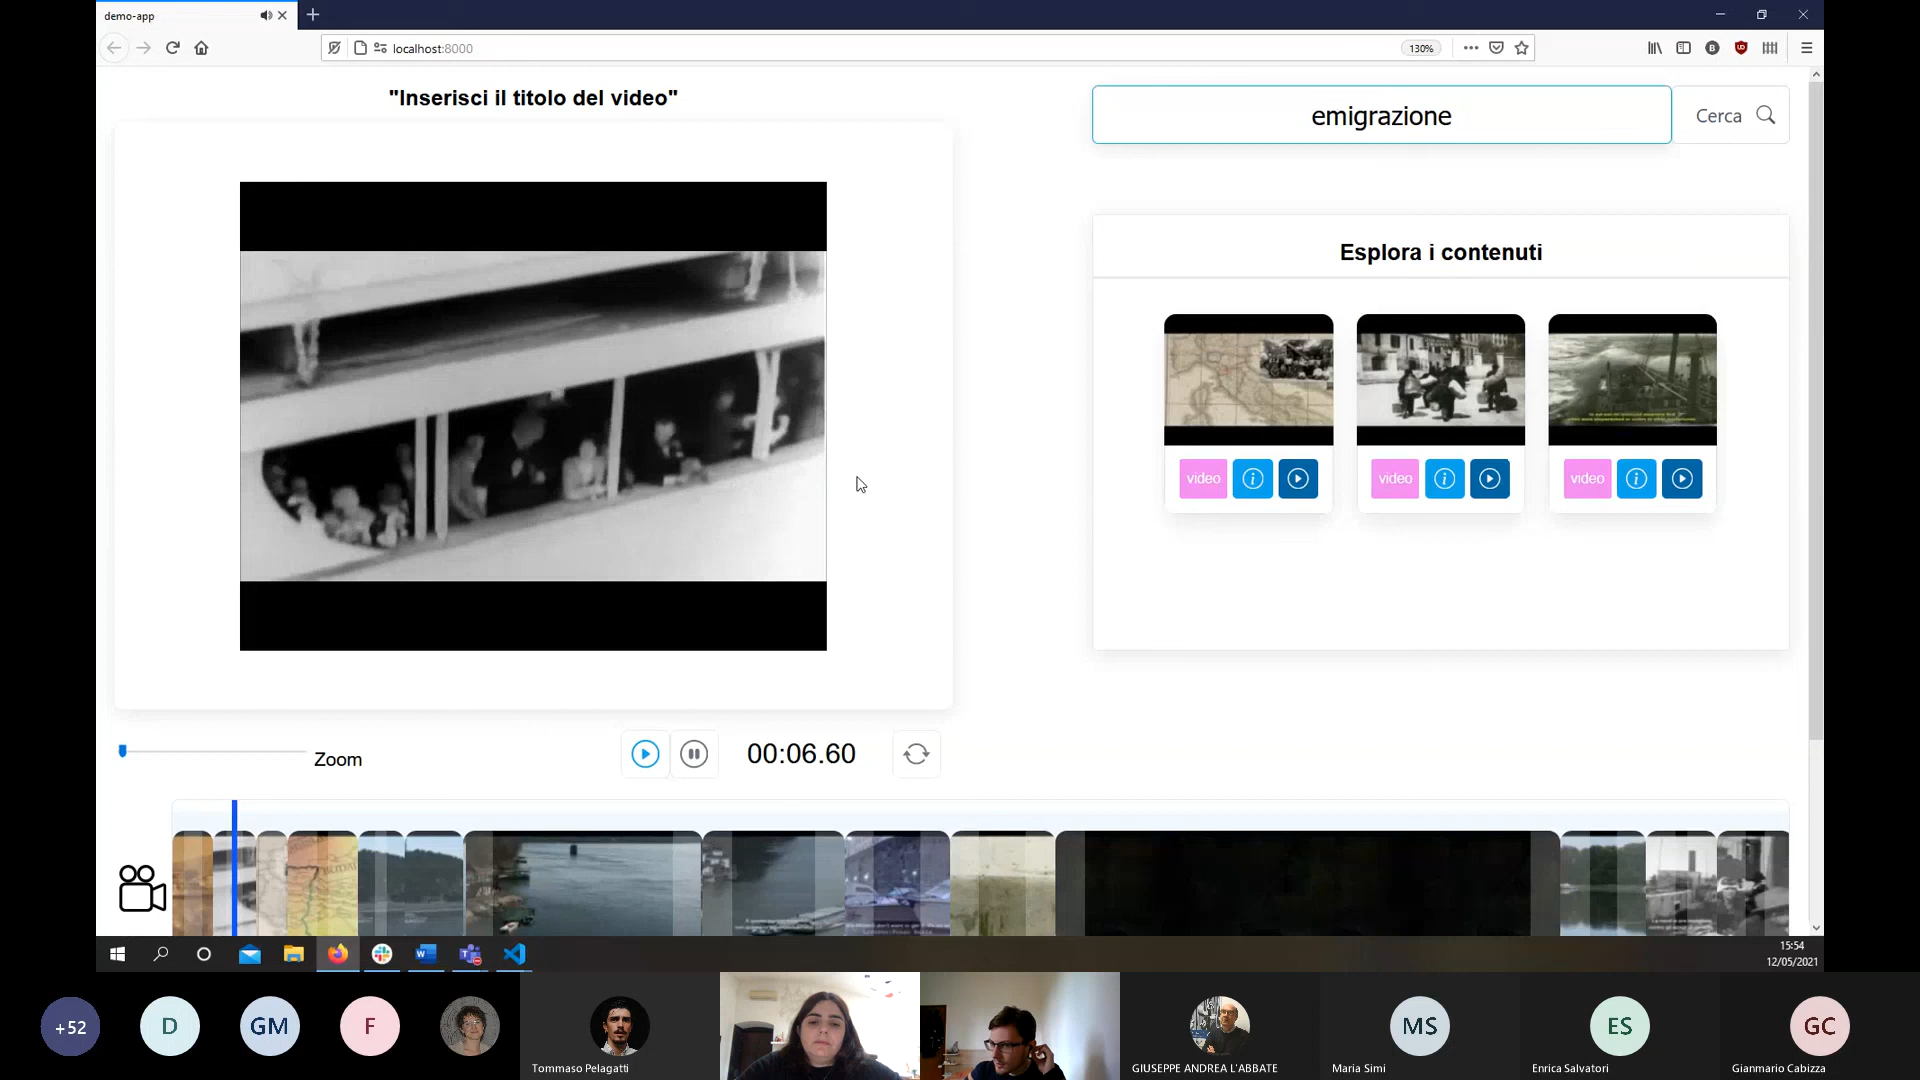 demo-app
localhost:8000
130%
"Inserisci il titolo del video"
emigrazione
Cerca
Esplora i contenuti
video
video
video
Zoom
00:06.60
15:54
12/05/2021
+52
D
GM
F
Tommaso Pelagatti
GIUSEPPE ANDREA L'ABBATE
MS
Maria Simi
ES
Enrica Salvatori
GC
Gianmario Cabizza